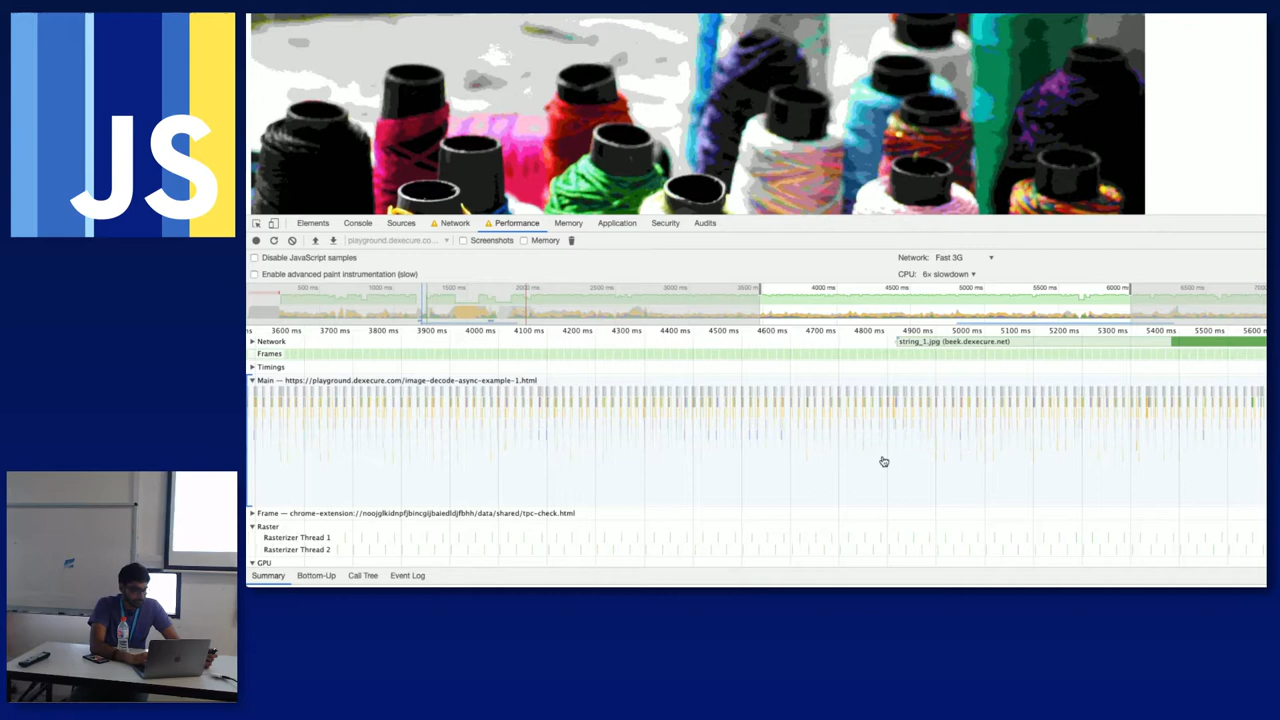 JS
Elements Console Sources Network Performance Memory Application Security Audits
playground.dexecure.co... Screenshots Memory
Disable JavaScript samples
Network: Fast 3G
Enable advanced paint instrumentation (slow)
CPU: 6x slowdown
500 ms 1000 ms 1500 ms 2000 ms 2500 ms 3000 ms 3500 m 4000 ms 4500 ms 5000 ms 5500 ms 6000 m 6500 ms 7000
ms 3600 ms 3700 ms 3800 ms 3900 ms 4000 ms 4100 ms 4200 ms 4300 ms 4400 ms 4500 ms 4600 ms 4700 ms 4800 ms 4900 ms 5000 ms 5100 ms 5200 ms 5300 ms 5400 ms 5500 ms 5600
Network
string_1.jpg (beek.dexecure.net)
Frames
Timings
Main — https://playground.dexecure.com/image-decode-async-example-1.html
Frame — chrome-extension://noojglkidnpfjbincgijbaiedldjfbhh/data/shared/tpc-check.html
Raster
Rasterizer Thread 1
Rasterizer Thread 2
GPU
Summary Bottom-Up Call Tree Event Log